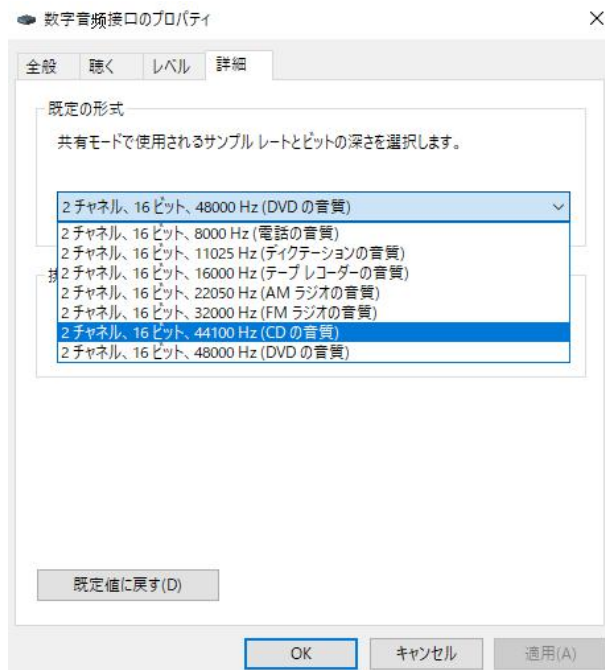 数字音频接口のプロパティ
全般 聴く レベル 詳細
既定の形式
共有モードで使用されるサンプル レートとビットの深さを選択します。
2 チャネル、16 ビット、48000 Hz (DVD の音質)
2 チャネル、16 ビット、8000 Hz (電話の音質)
2 チャネル、16 ビット、11025 Hz (ディクテーションの音質)
2 チャネル、16 ビット、16000 Hz (テープ レコーダーの音質)
2 チャネル、16 ビット、22050 Hz (AM ラジオの音質)
2 チャネル、16 ビット、32000 Hz (FM ラジオの音質)
2 チャネル、16 ビット、44100 Hz (CD の音質)
2 チャネル、16 ビット、48000 Hz (DVD の音質)
既定値に戻す(D)
OK キャンセル 適用(A)